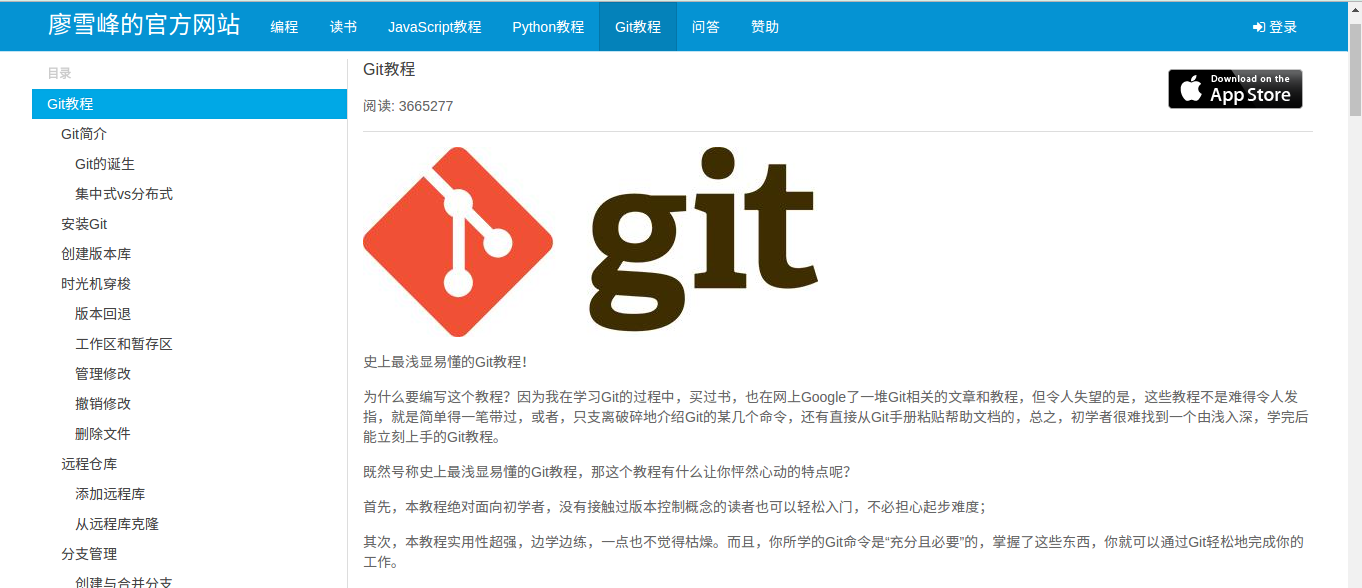 廖雪峰的官方网站 编程 读书 JavaScript教程 Python教程 Git教程 问答 赞助 登录
目录
Git教程
Git简介
Git的诞生
集中式vs分布式
安装Git
创建版本库
时光机穿梭
版本回退
工作区和暂存区
管理修改
撤销修改
删除文件
远程仓库
添加远程库
从远程库克隆
分支管理
创建与合并分支
Git教程
阅读: 3665277
Download on the
App Store
git
史上最浅显易懂的Git教程！
为什么要编写这个教程？因为我在学习Git的过程中，买过书，也在网上Google了一堆Git相关的文章和教程，但令人失望的是，这些教程不是难得令人发
指，就是简单得一笔带过，或者，只支离破碎地介绍Git的某几个命令，还有直接从Git手册粘贴帮助文档的，总之，初学者很难找到一个由浅入深，学完后
能立刻上手的Git教程。
既然号称史上最浅显易懂的Git教程，那这个教程有什么让你怦然心动的特点呢？
首先，本教程绝对面向初学者，没有接触过版本控制概念的读者也可以轻松入门，不必担心起步难度；
其次，本教程实用性超强，边学边练，一点也不觉得枯燥。而且，你所学的Git命令是“充分且必要”的，掌握了这些东西，你就可以通过Git轻松地完成你的
工作。